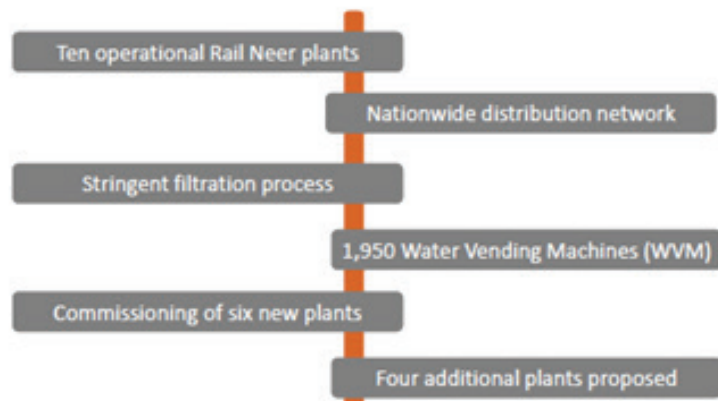 Ten operational Rail Neer plants
Nationwide distribution network
Stringent filtration process
1,950 Water Vending Machines (WVM)
Commissioning of six new plants
Four additional plants proposed